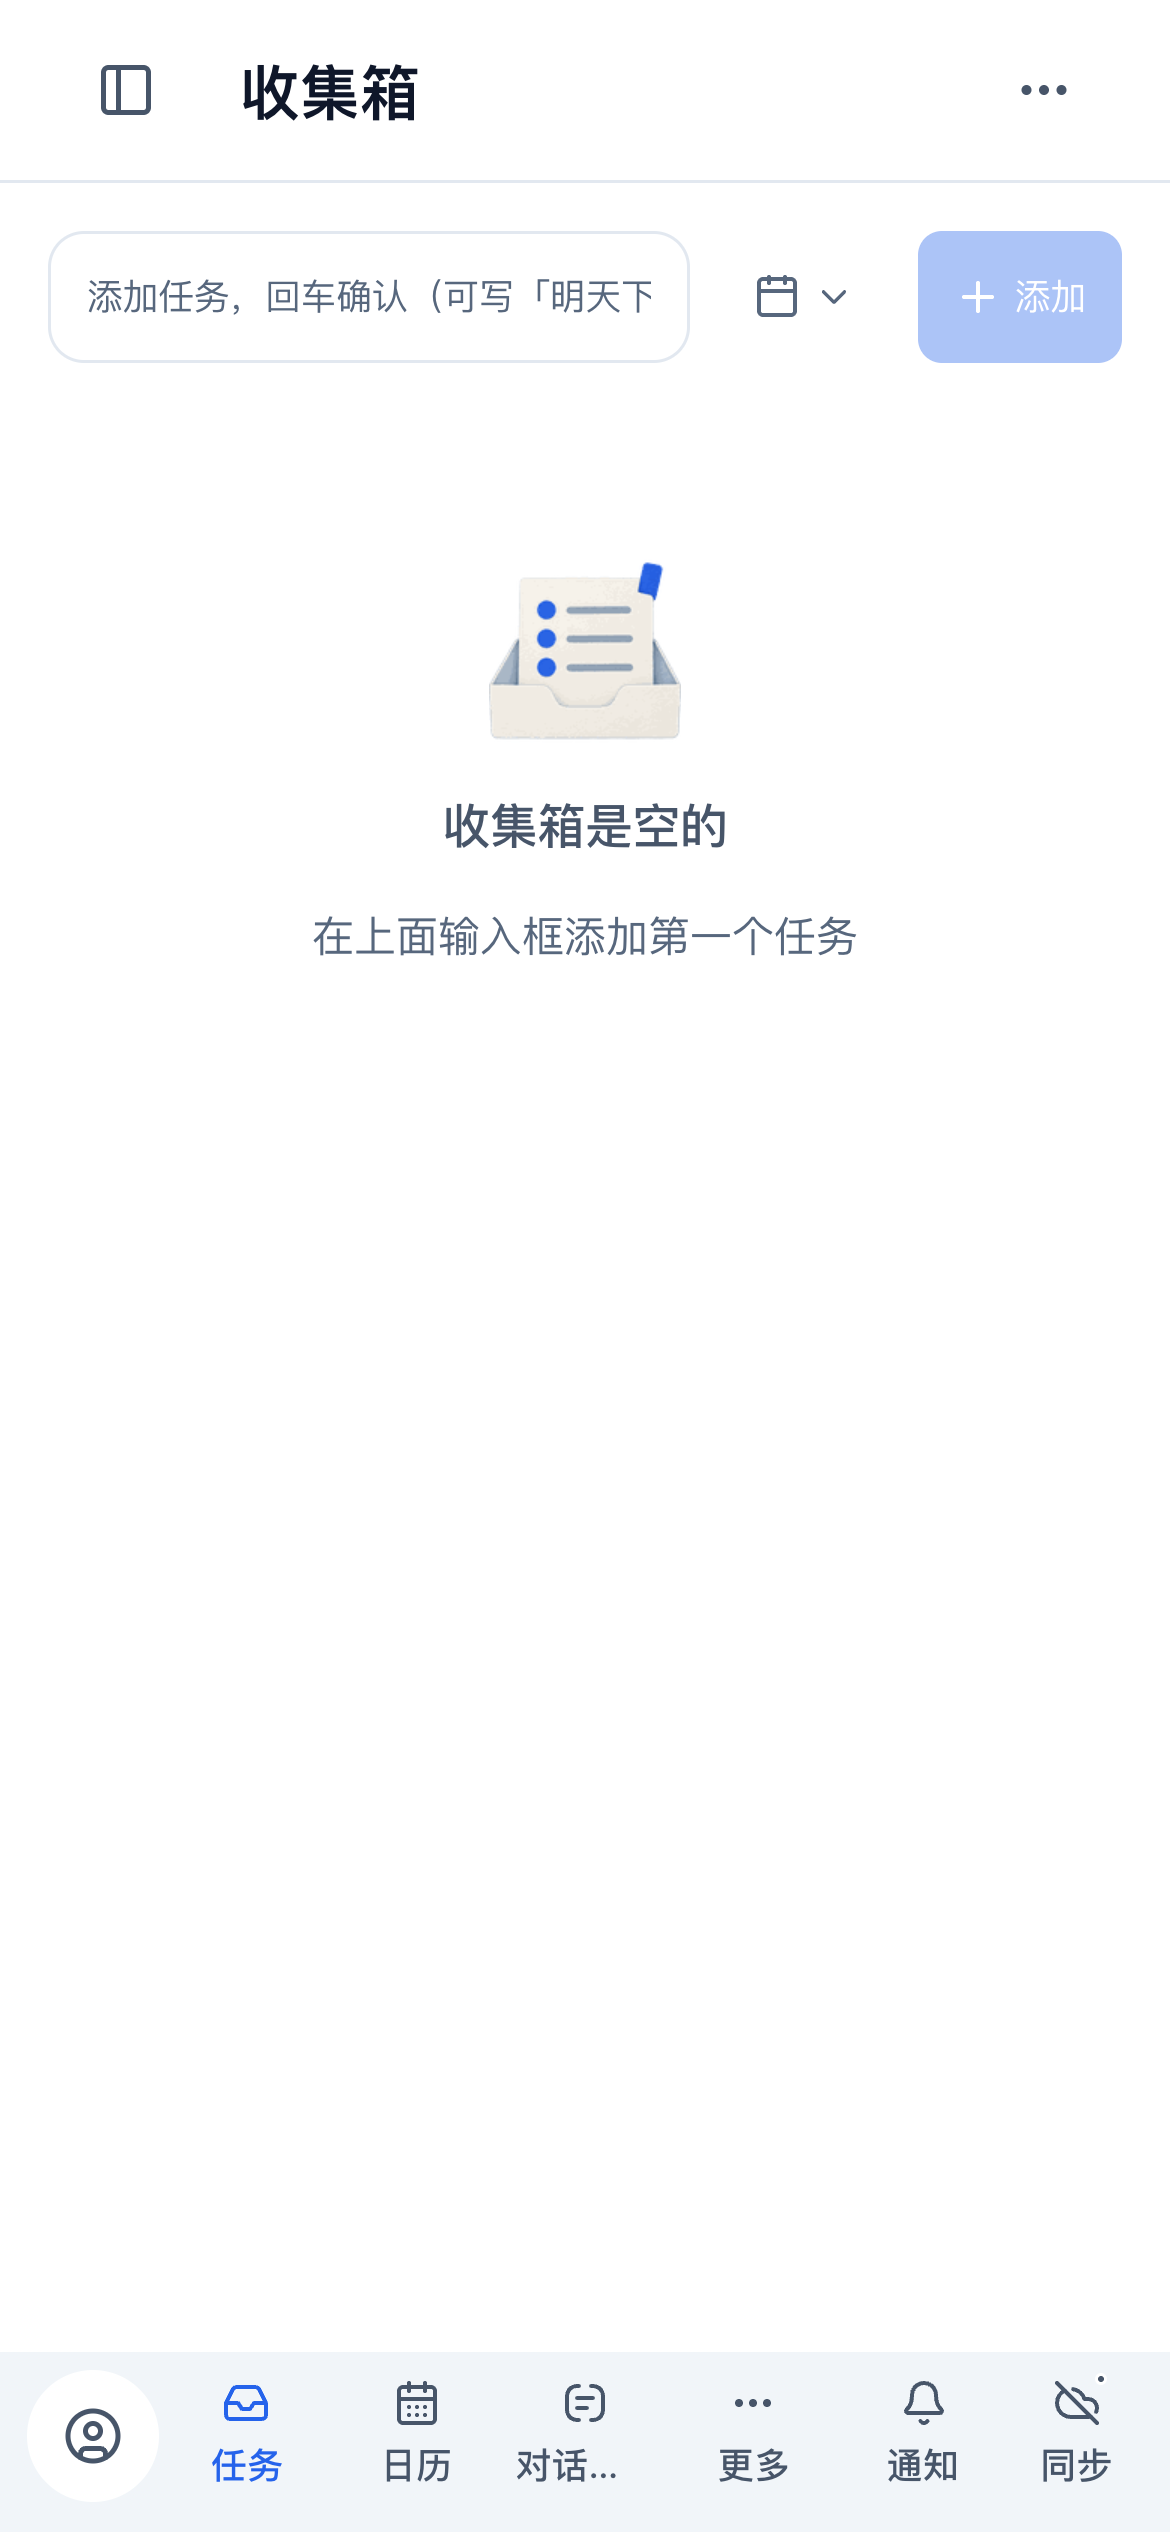 收集箱
添加任务，回车确认（可写「明天下
添加
收集箱是空的
在上面输入框添加第一个任务
任务
日历
对话...
更多
通知
同步